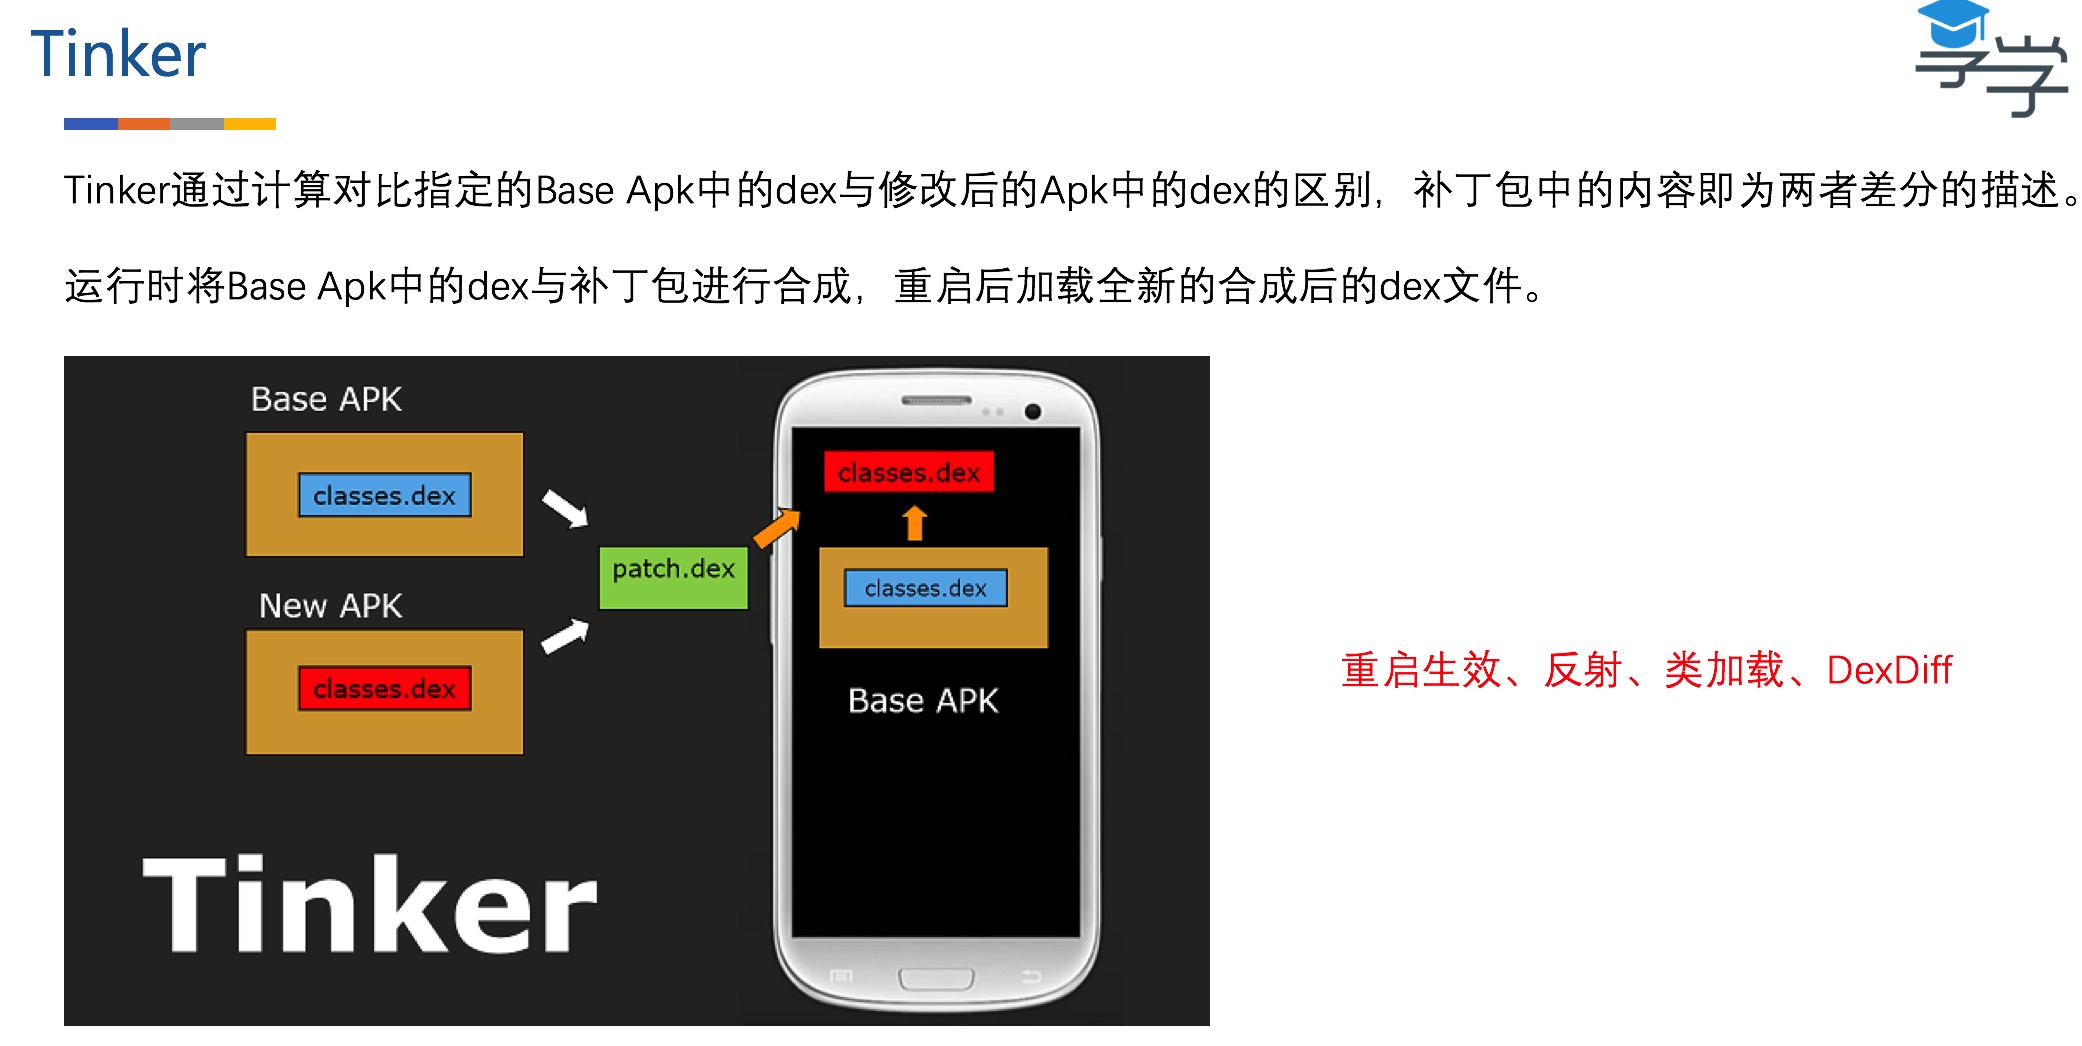 Tinker
享学
Tinker通过计算对比指定的Base Apk中的dex与修改后的Apk中的dex的区别，补丁包中的内容即为两者差分的描述。
运行时将Base Apk中的dex与补丁包进行合成，重启后加载全新的合成后的dex文件。
Base APK
classes.dex
New APK
classes.dex
patch.dex
classes.dex
classes.dex
Base APK
Tinker
重启生效、反射、类加载、DexDiff